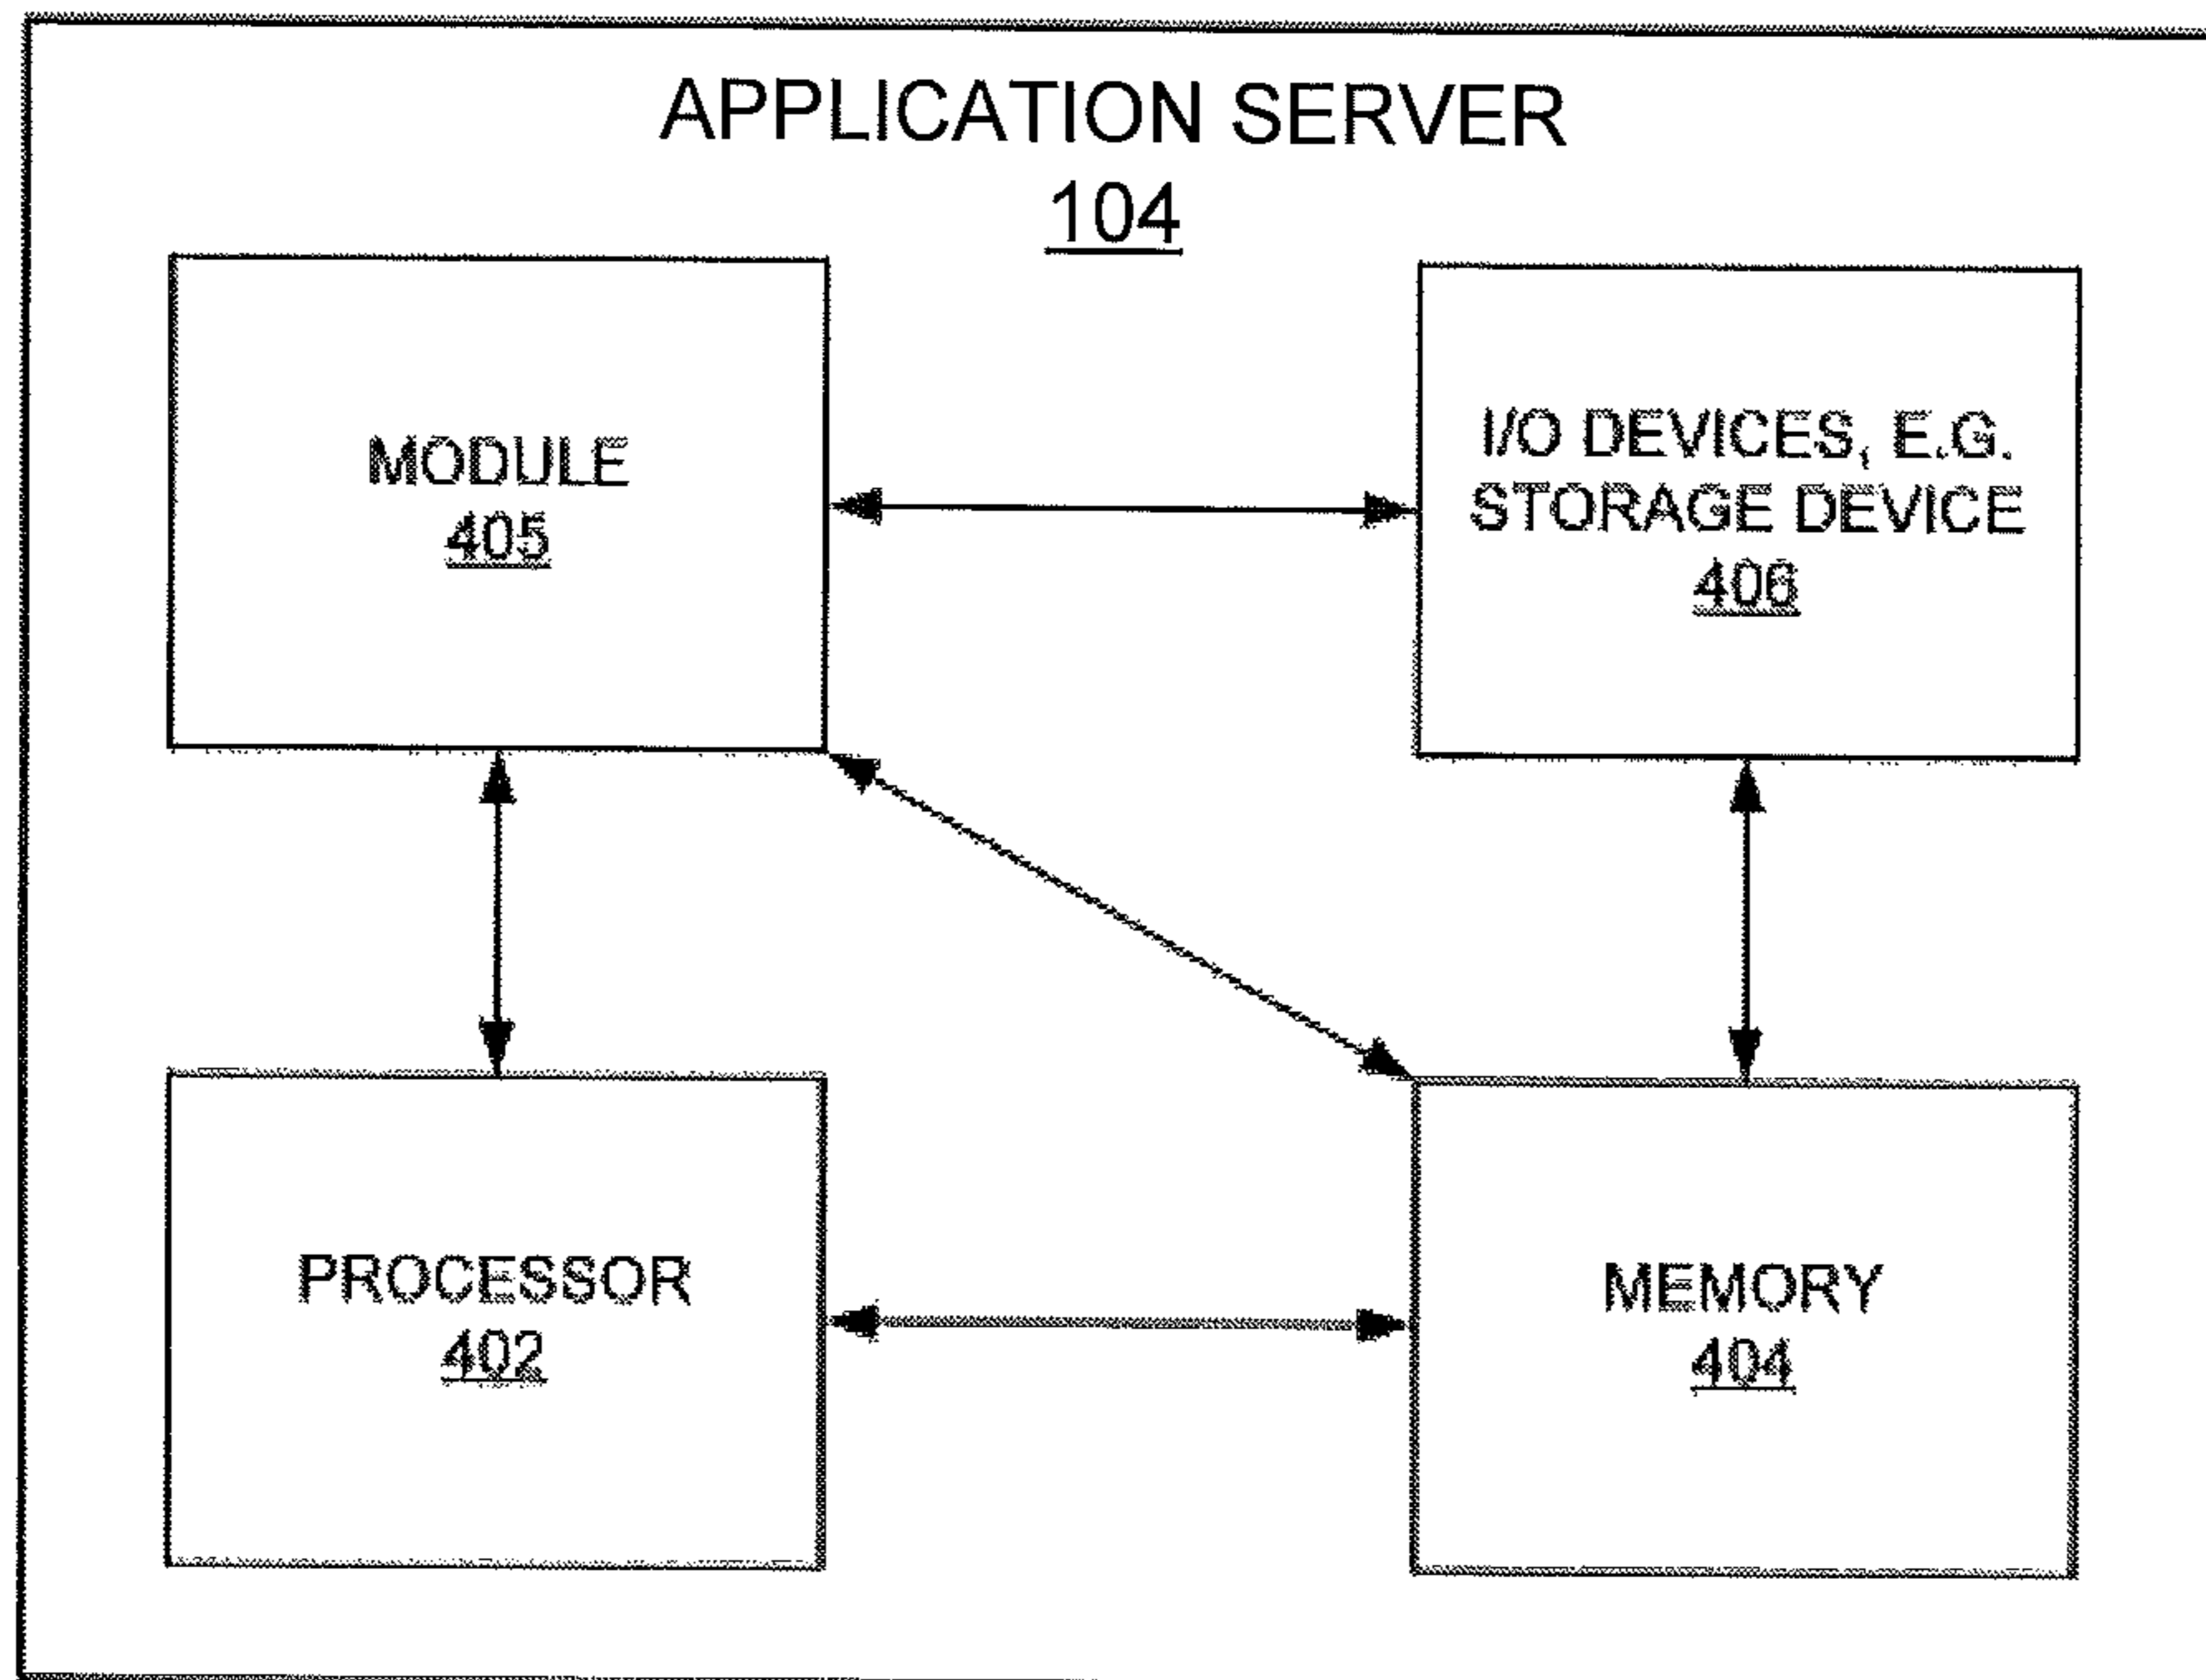 APPLICATION SERVER
104
MODULE
405
I/O DEVICES, E.G.
STORAGE DEVICE
406
PROCESSOR
402
MEMORY
404